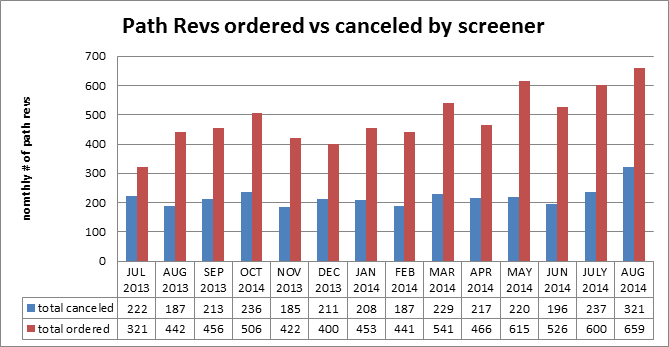 Path Revs ordered vs canceled by screener
nomthly # of path revs
700
600
500
400
300
200
100
0
JUL 2013 AUG 2013 SEP 2013 OCT 2014 NOV 2013 DEC 2013 JAN 2014 FEB 2014 MAR 2014 APR 2014 MAY 2014 JUN 2014 JULY 2014 AUG 2014
total canceled 222 187 213 236 185 211 208 187 229 217 220 196 237 321
total ordered 321 442 456 506 422 400 453 441 541 466 615 526 600 659